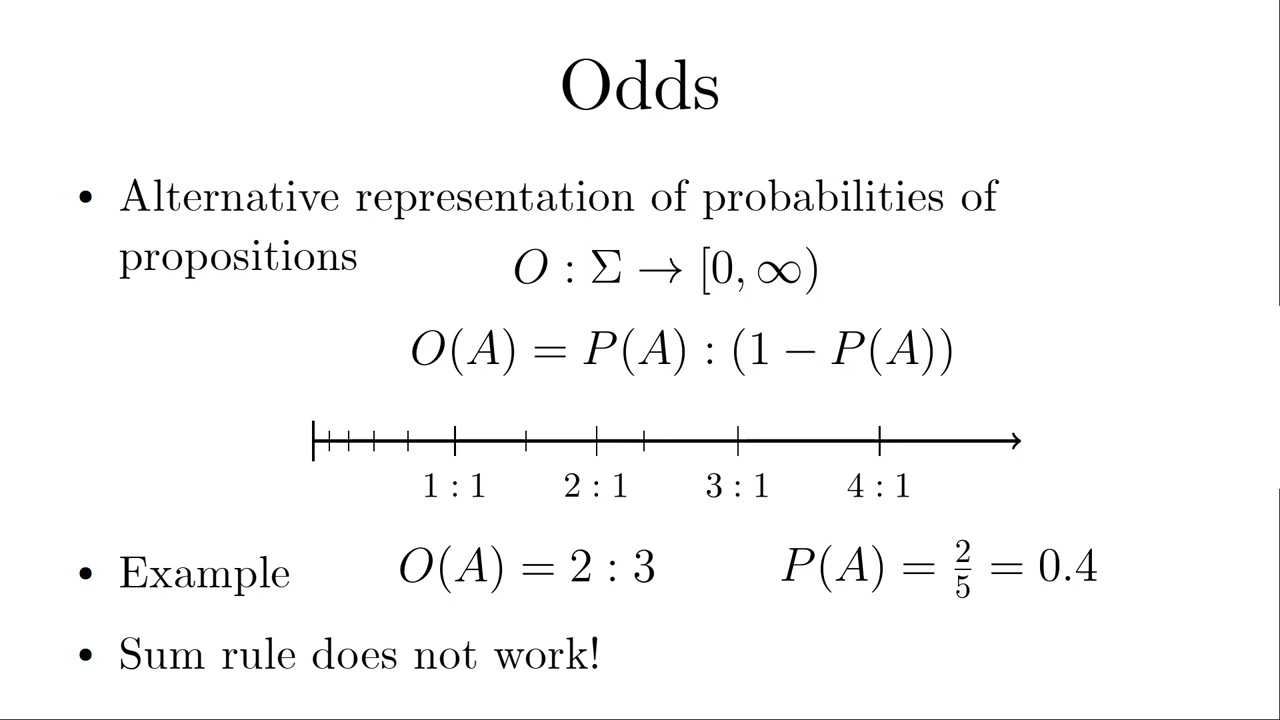 Odds
• Alternative representation of probabilities of
propositions
O : Σ → [0, ∞)
O(A) = P(A) : (1 − P(A))
1 : 1 2 : 1 3 : 1 4 : 1
• Example O(A) = 2 : 3 P(A) = 2/5 = 0.4
• Sum rule does not work!